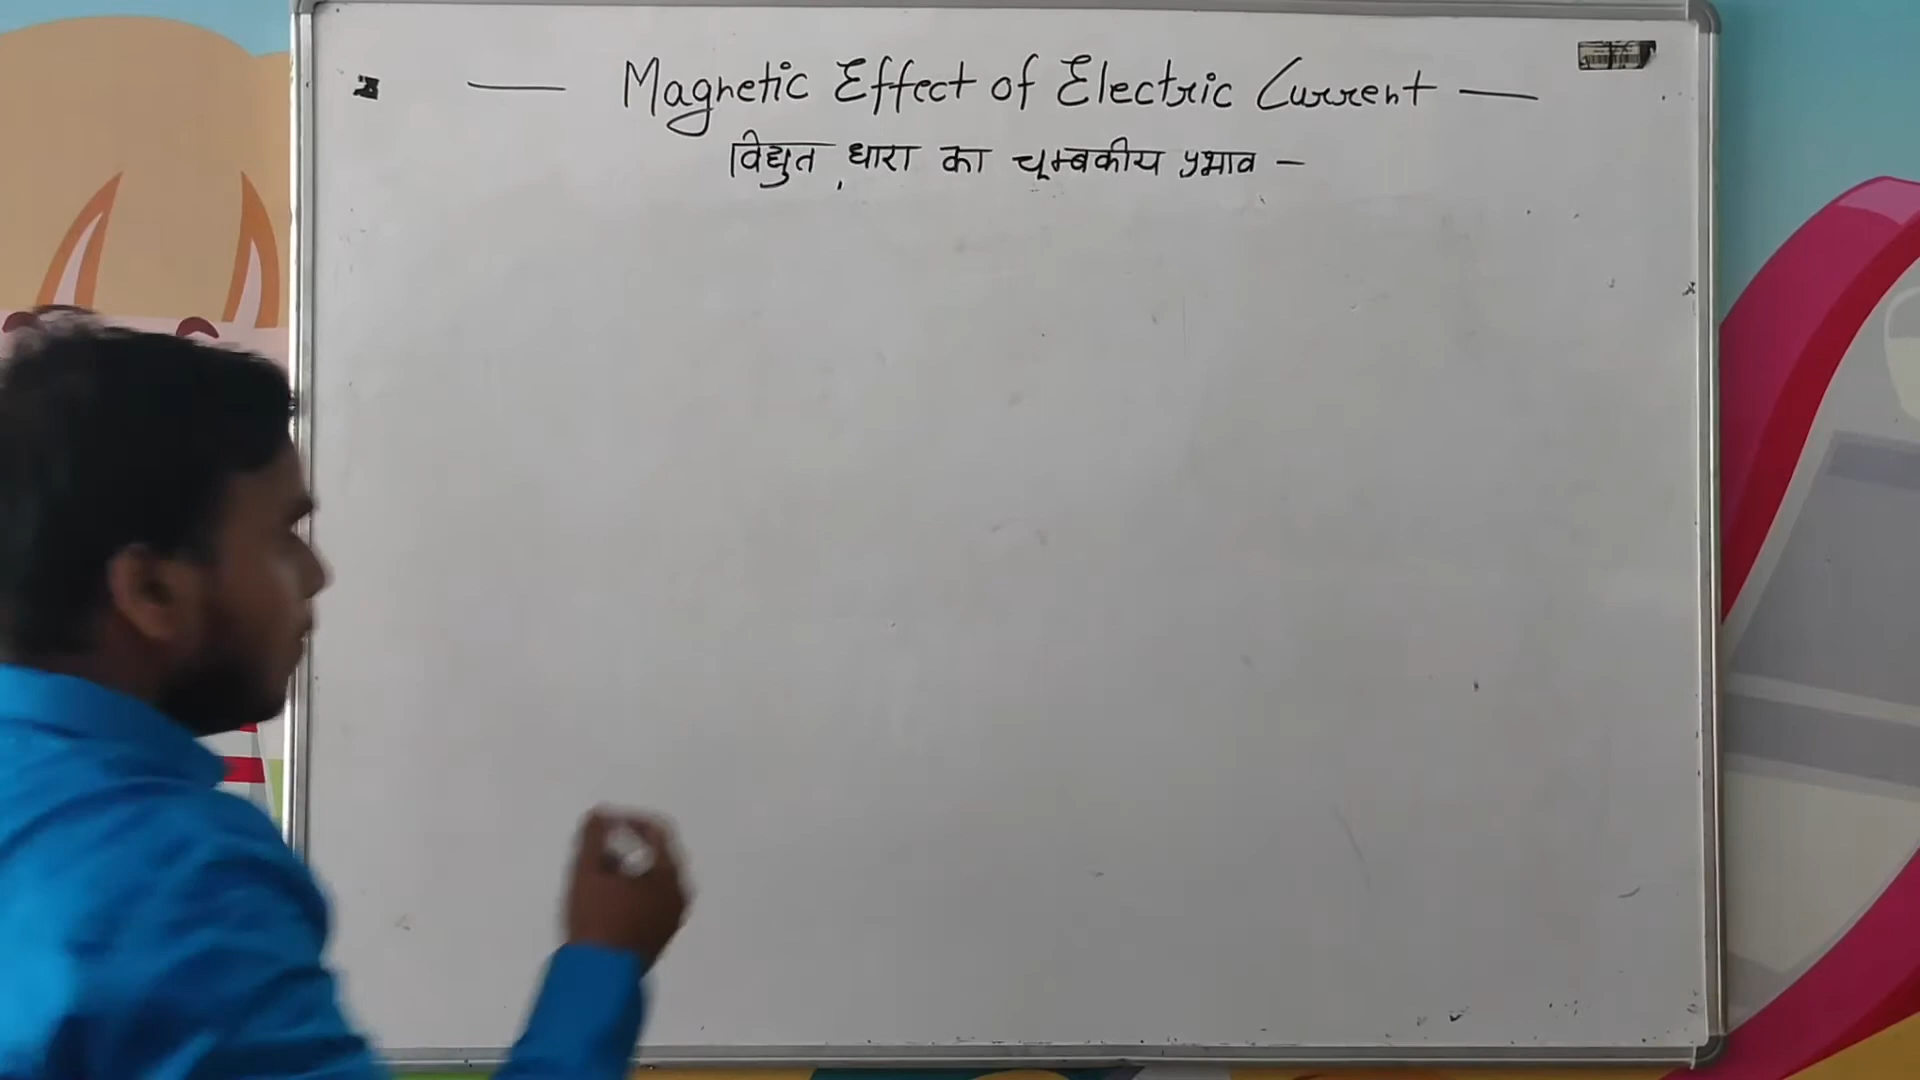 — Magnetic Effect of Electric Current —
विद्युत धारा का चूम्बकीय प्रभाव –